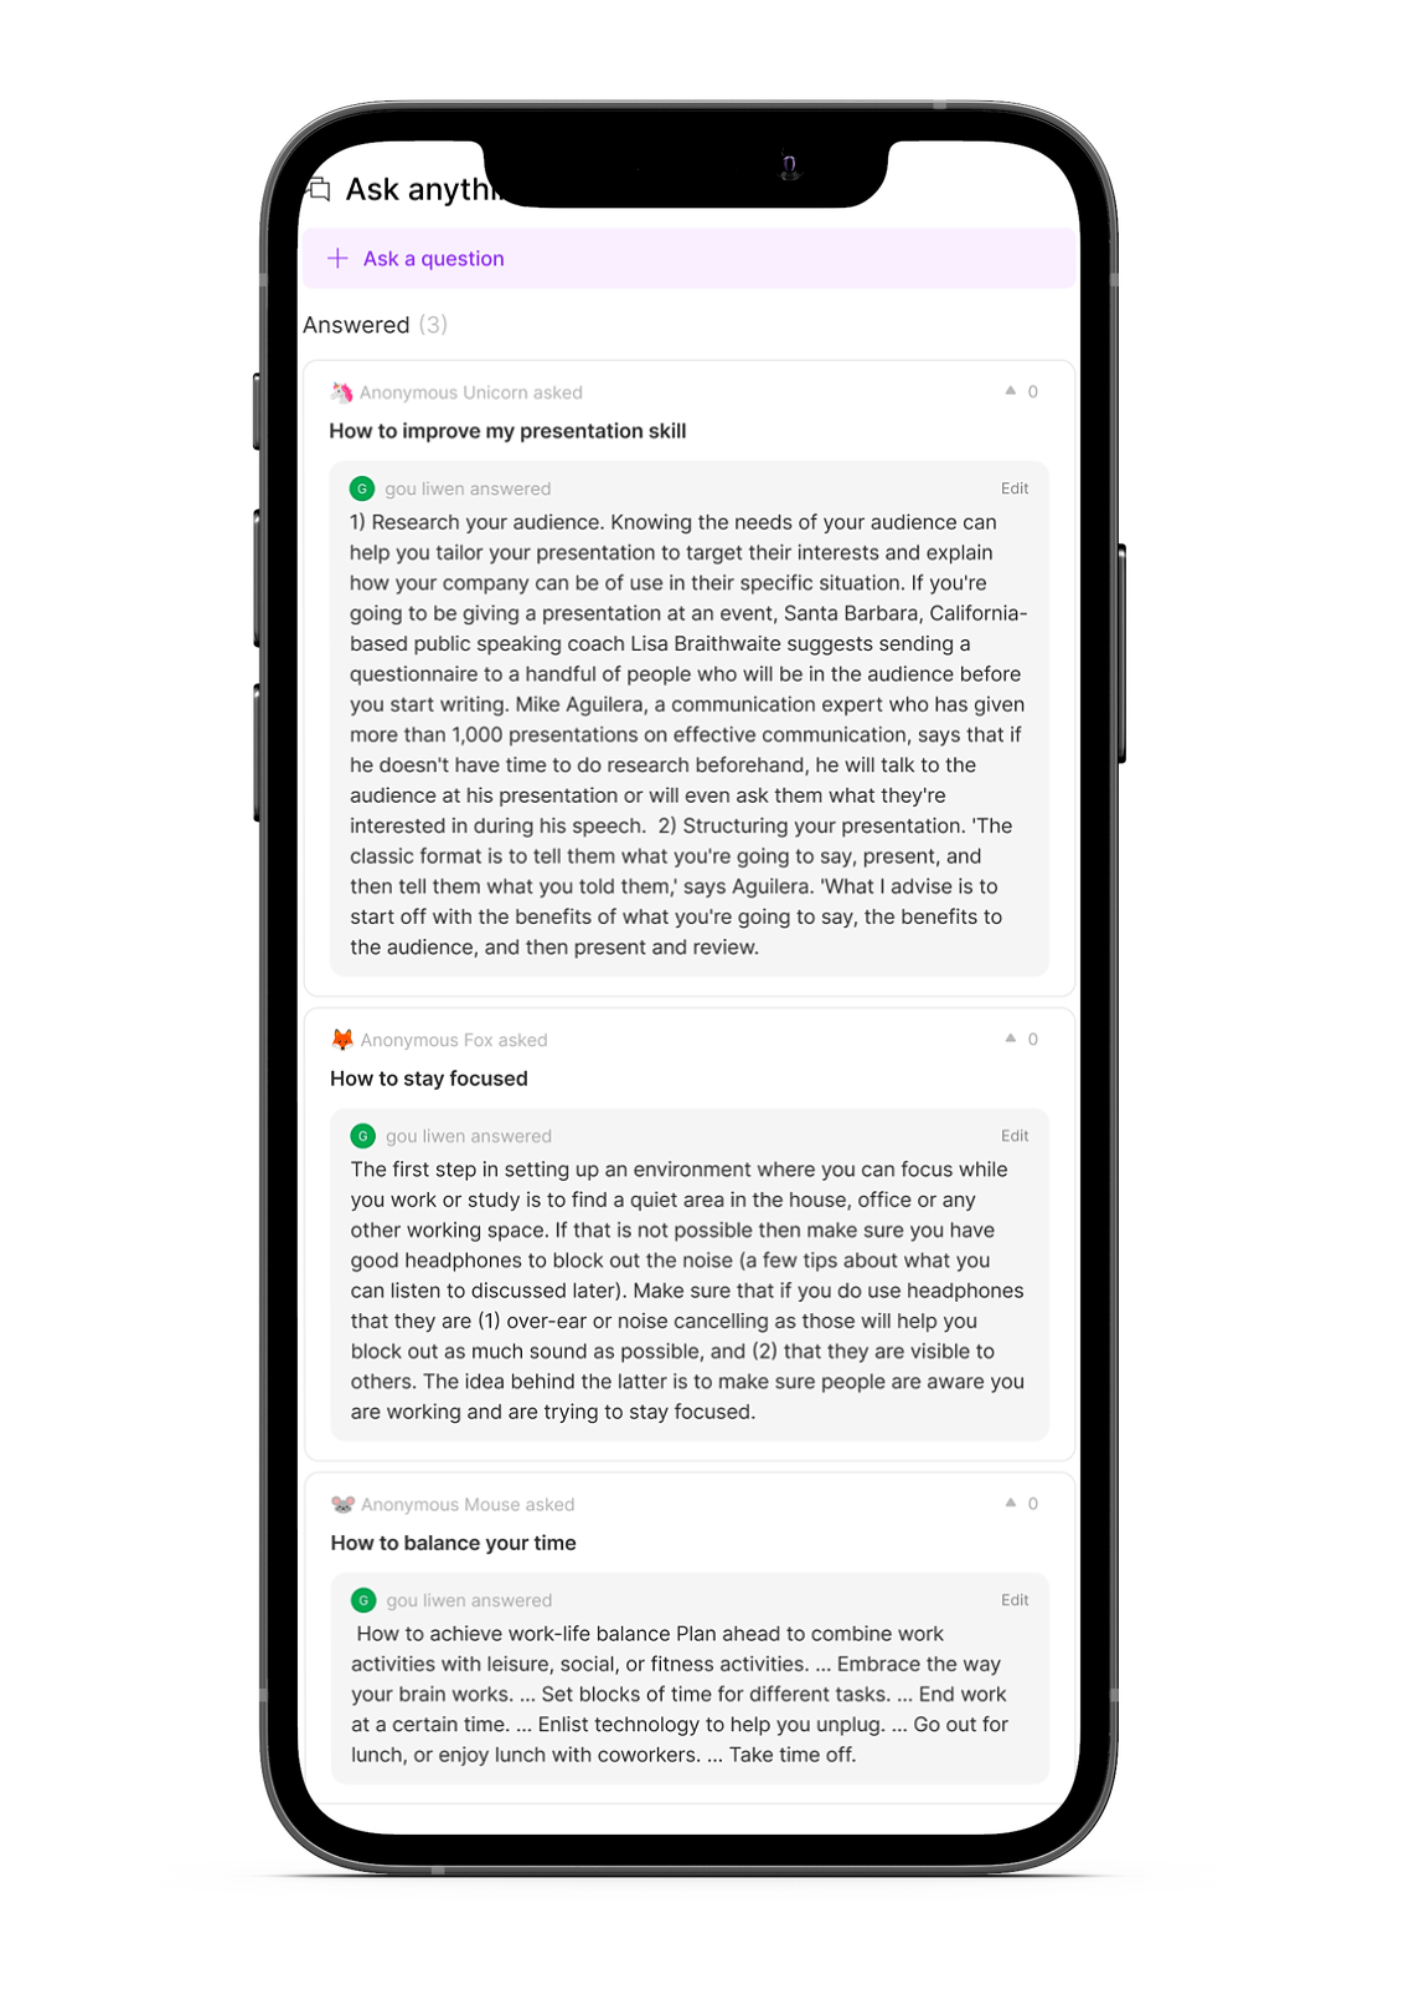 Ask
Ask a question
Answered (3)
Anonymous Unicorn asked 0
How to improve my presentation skill
G gou liwen answered Edit
1) Research your audience. Knowing the needs of your audience can
help you tailor your presentation to target their interests and explain
how your company can be of use in their specific situation. If you're
going to be giving a presentation at an event, Santa Barbara, California-
based public speaking coach Lisa Braithwaite suggests sending a
questionnaire to a handful of people who will be in the audience before
you start writing. Mike Aguilera, a communication expert who has given
more than 1,000 presentations on effective communication, says that if
he doesn't have time to do research beforehand, he will talk to the
audience at his presentation or will even ask them what they're
interested in during his speech.  2) Structuring your presentation. 'The
classic format is to tell them what you're going to say, present, and
then tell them what you told them,' says Aguilera. 'What I advise is to
start off with the benefits of what you're going to say, the benefits to
the audience, and then present and review.
Anonymous Fox asked 0
How to stay focused
G gou liwen answered Edit
The first step in setting up an environment where you can focus while
you work or study is to find a quiet area in the house, office or any
other working space. If that is not possible then make sure you have
good headphones to block out the noise (a few tips about what you
can listen to discussed later). Make sure that if you do use headphones
that they are (1) over-ear or noise cancelling as those will help you
block out as much sound as possible, and (2) that they are visible to
others. The idea behind the latter is to make sure people are aware you
are working and are trying to stay focused.
Anonymous Mouse asked 0
How to balance your time
G gou liwen answered Edit
How to achieve work-life balance Plan ahead to combine work
activities with leisure, social, or fitness activities. ... Embrace the way
your brain works. ... Set blocks of time for different tasks. ... End work
at a certain time. ... Enlist technology to help you unplug. ... Go out for
lunch, or enjoy lunch with coworkers. ... Take time off.